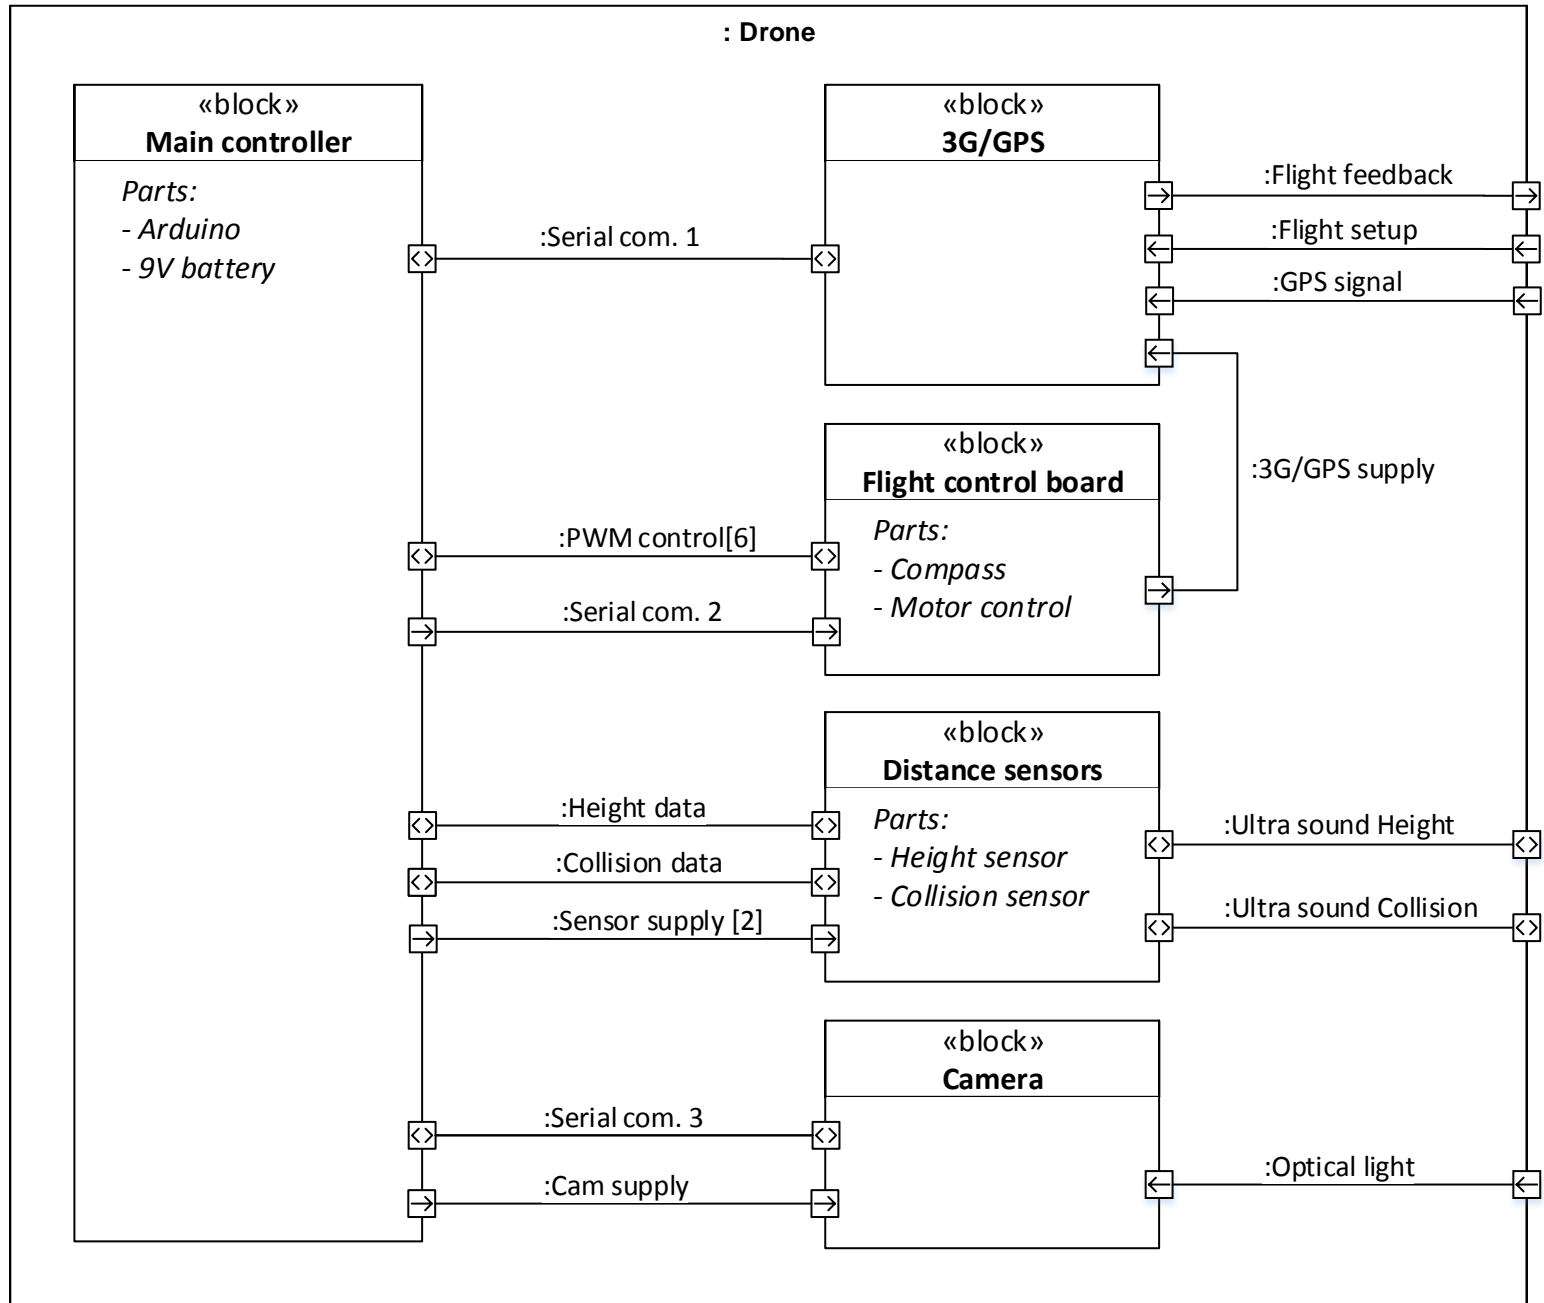 : Drone
«block»
Main controller
Parts:
- Arduino
- 9V battery
«block»
3G/GPS
:Serial com. 1
:Flight feedback
:Flight setup
:GPS signal
:3G/GPS supply
«block»
Flight control board
Parts:
- Compass
- Motor control
:PWM control[6]
:Serial com. 2
«block»
Distance sensors
Parts:
- Height sensor
- Collision sensor
:Height data
:Collision data
:Sensor supply [2]
:Ultra sound Height
:Ultra sound Collision
«block»
Camera
:Serial com. 3
:Cam supply
:Optical light